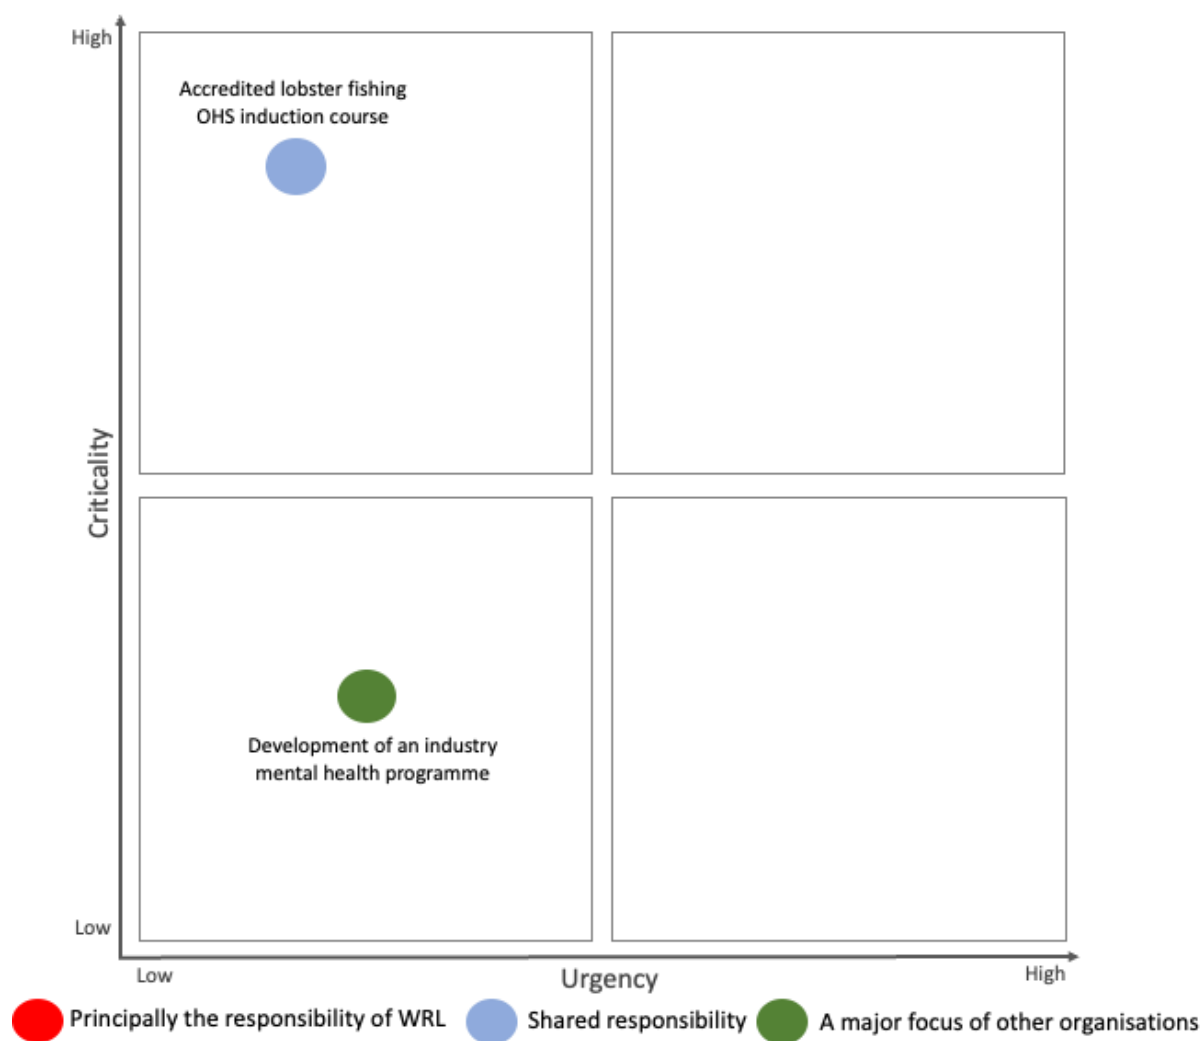 High
Accredited lobster fishing
OHS induction course
Criticality
Development of an industry
mental health programme
Low
Low
Urgency
High
Principally the responsibility of WRL
Shared responsibility
A major focus of other organisations